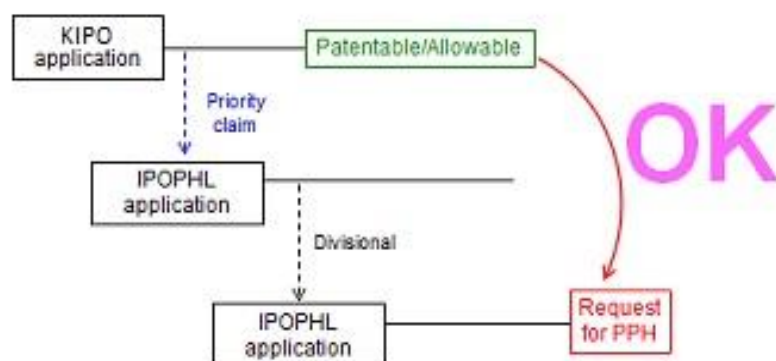 KIPO
application
Patentable/Allowable
Priority
claim
OK
IPOPHL
application
Divisional
IPOPHL
application
Request
for PPH